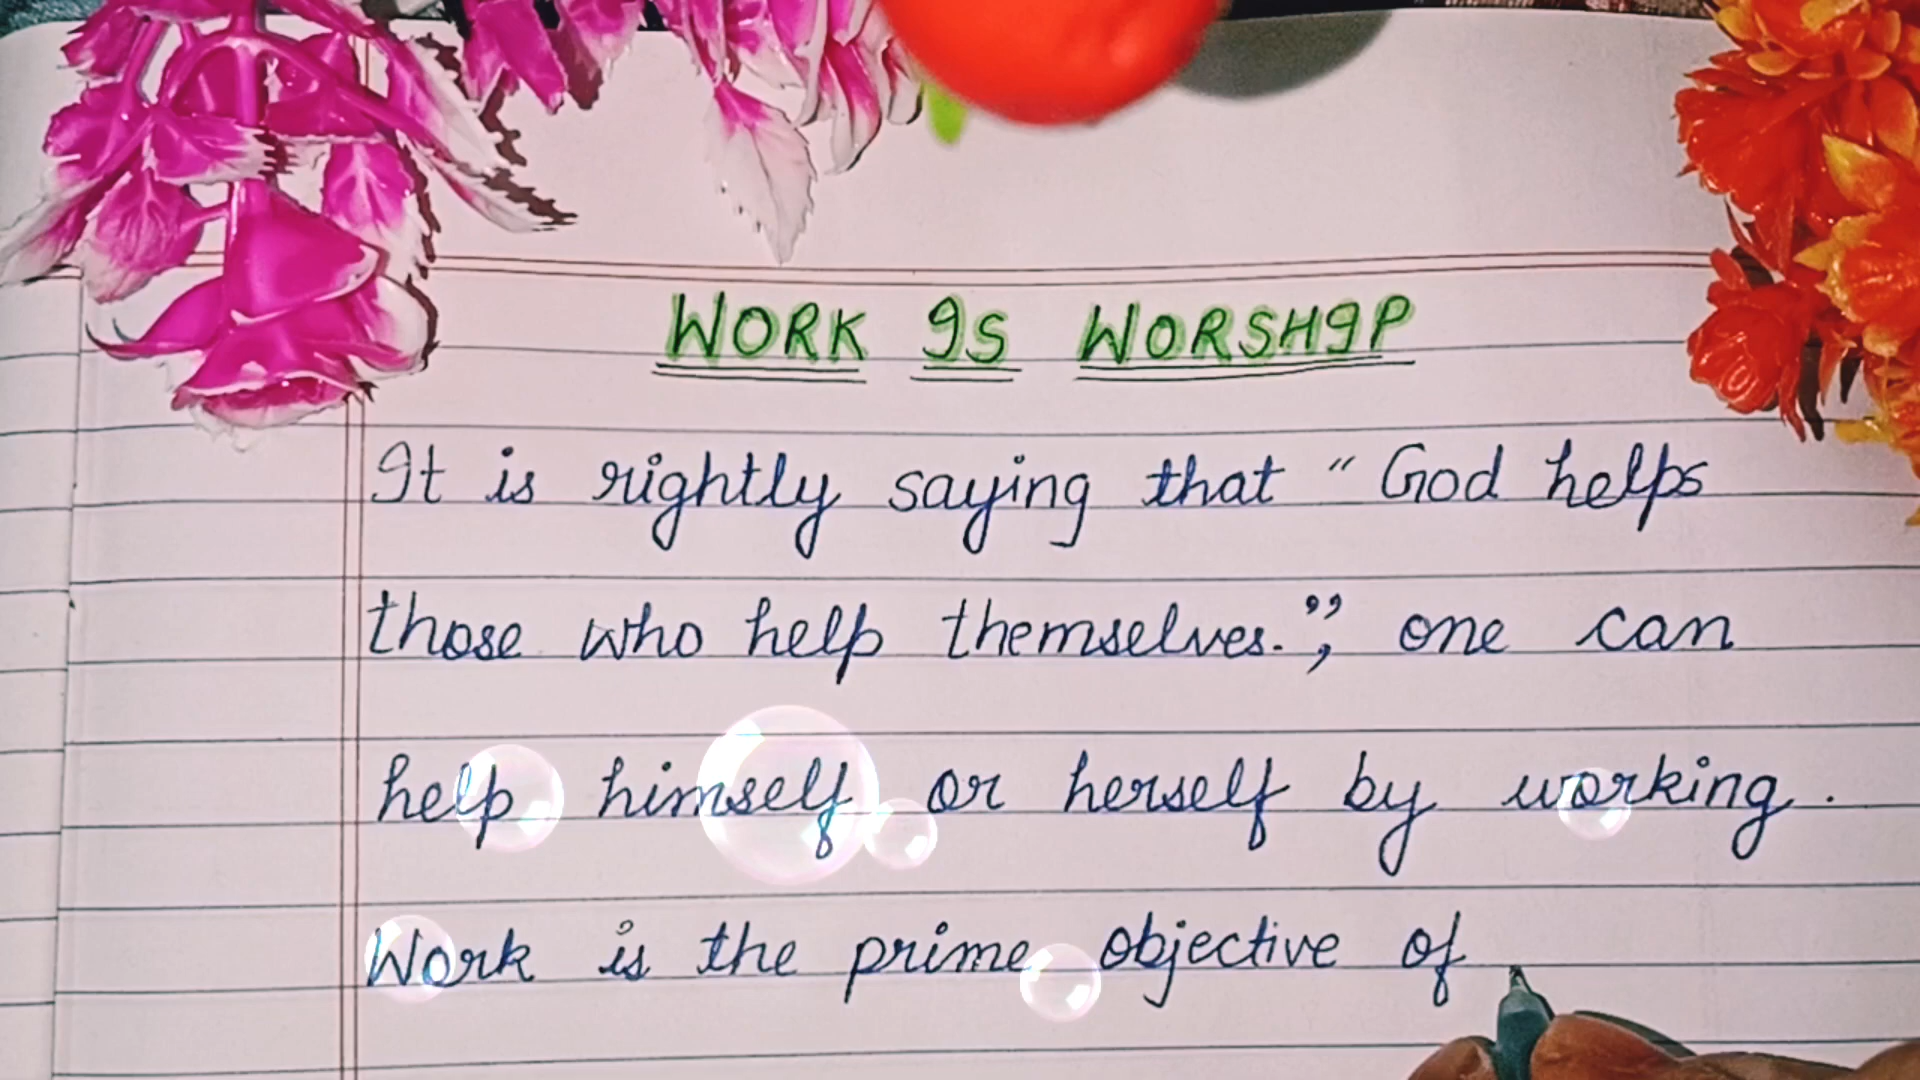 WORK IS WORSHIP
It is rightly saying that "God helps
those who help themselves.", one can
help himself or herself by working.
Work is the prime objective of